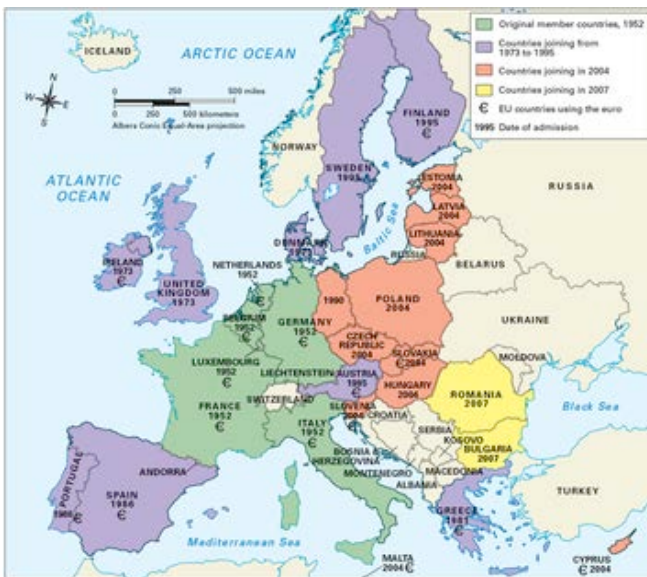 Original member countries, 1952
Countries joining from
1973 to 1995
Countries joining in 2004
Countries joining in 2007
€ EU countries using the euro
1995 Date of admission
ICELAND
ARCTIC OCEAN
N
W
E
S
0 250 500 miles
0 250 500 kilometers
Albers Conic Equal-Area projection
FINLAND
1995
€
NORWAY
SWEDEN
1995
ATLANTIC
OCEAN
RUSSIA
ESTONIA
2004
LATVIA
2004
LITHUANIA
2004
Baltic Sea
RUSSIA
DENMARK
1973
IRELAND
1973
€
UNITED
KINGDOM
1973
NETHERLANDS
1952
€
BELARUS
1990
POLAND
2004
GERMANY
1952
€
BELGIUM
1952
€
UKRAINE
CZECH
REPUBLIC
2004
SLOVAKIA
€ 2004
LUXEMBOURG
1952
€
LIECHTENSTEIN
AUSTRIA
1995
€
MOLDOVA
HUNGARY
2004
SWITZERLAND
FRANCE
1952
€
SLOVENIA
2004
€
ROMANIA
2007
CROATIA
ITALY
1952
€
Black Sea
SERBIA
BOSNIA &
HERZEGOVINA
KOSOVO
BULGARIA
2007
MONTENEGRO
MACEDONIA
ANDORRA
ALBANIA
PORTUGAL
1986
€
SPAIN
1986
€
TURKEY
GREECE
1981
€
Mediterranean Sea
MALTA
2004 €
CYPRUS
€ 2004